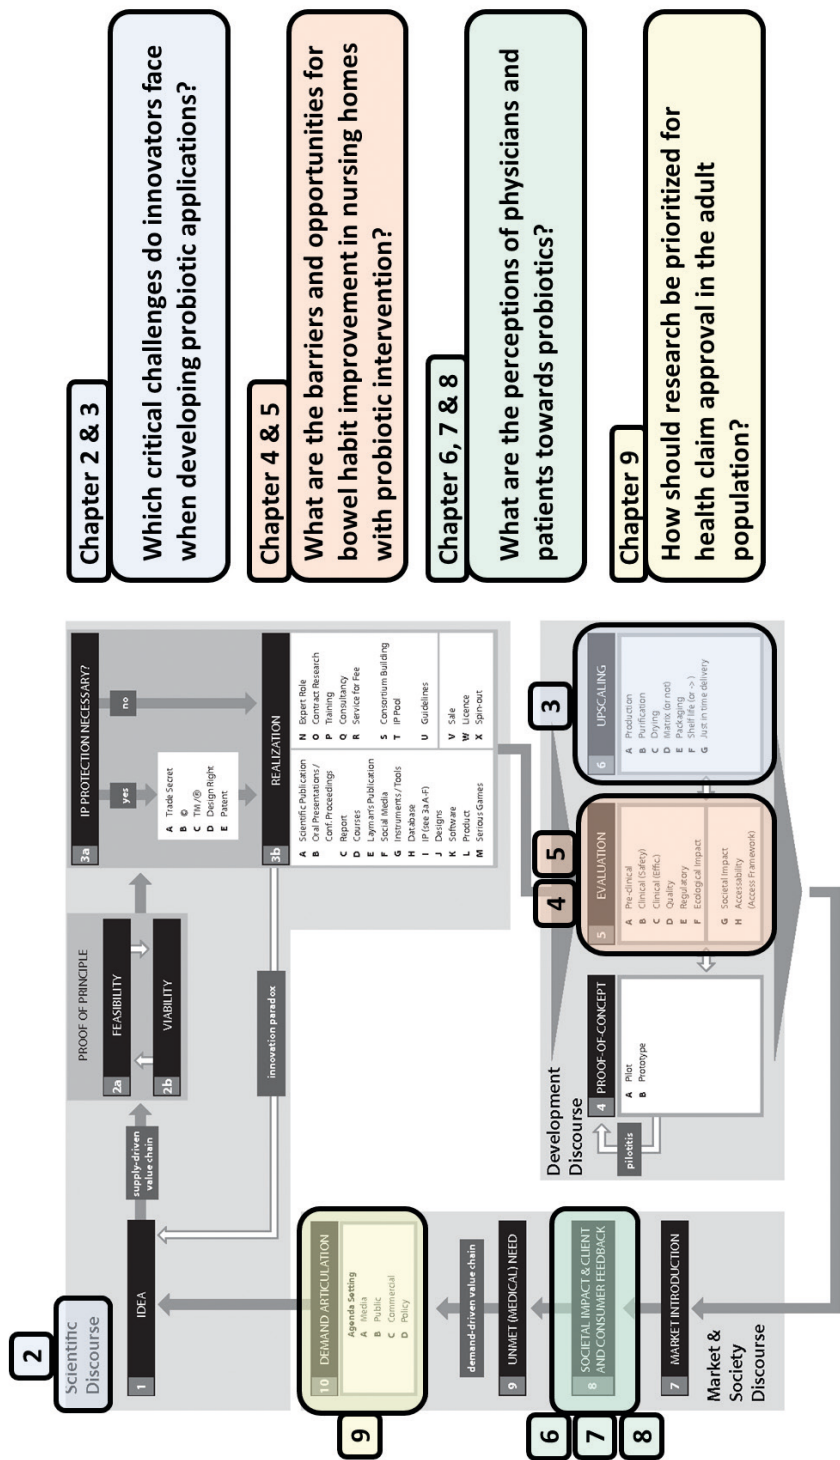 2
Scientific
Discourse
1 IDEA
supply-driven
value chain
PROOF OF PRINCIPLE
2a FEASIBILITY
2b VIABILITY
3a IP PROTECTION NECESSARY?
yes
no
A Trade Secret
B ©
C TM / ®
D Design Right
E Patent
3b REALIZATION
A Scientific Publication
B Oral Presentations /
Conf. Proceedings
C Report
D Courses
E Layman's Publication
F Social Media
G Instruments / Tools
H Database
I IP (see 3a A-F)
J Designs
K Software
L Product
M Serious Games
N Expert Role
O Contract Research
P Training
Q Consultancy
R Service for Fee
S Consortium Building
T IP Pool
U Guidelines
V Sale
W Licence
X Spin-out
innovation paradox
9
10 DEMAND ARTICULATION
Agenda Setting
A Media
B Public
C Commercial
D Policy
demand-driven value chain
9 UNMET (MEDICAL) NEED
6
7
8
8 SOCIETAL IMPACT & CLIENT
AND CONSUMER FEEDBACK
7 MARKET INTRODUCTION
Market &
Society
Discourse
Development
Discourse
pilotitis
4 PROOF-OF-CONCEPT
A Pilot
B Prototype
4
5
5 EVALUATION
A Pre-clinical
B Clinical (Safety)
C Clinical (Effic.)
D Quality
E Regulatory
F Ecological Impact
G Societal Impact
H Accessability
(Access Framework)
3
6 UPSCALING
A Production
B Purification
C Drying
D Matrix (or not)
E Packaging
F Shelf life (or -> )
G Just in time delivery
Chapter 2 & 3
Which critical challenges do innovators face
when developing probiotic applications?
Chapter 4 & 5
What are the barriers and opportunities for
bowel habit improvement in nursing homes
with probiotic intervention?
Chapter 6, 7 & 8
What are the perceptions of physicians and
patients towards probiotics?
Chapter 9
How should research be prioritized for
health claim approval in the adult
population?